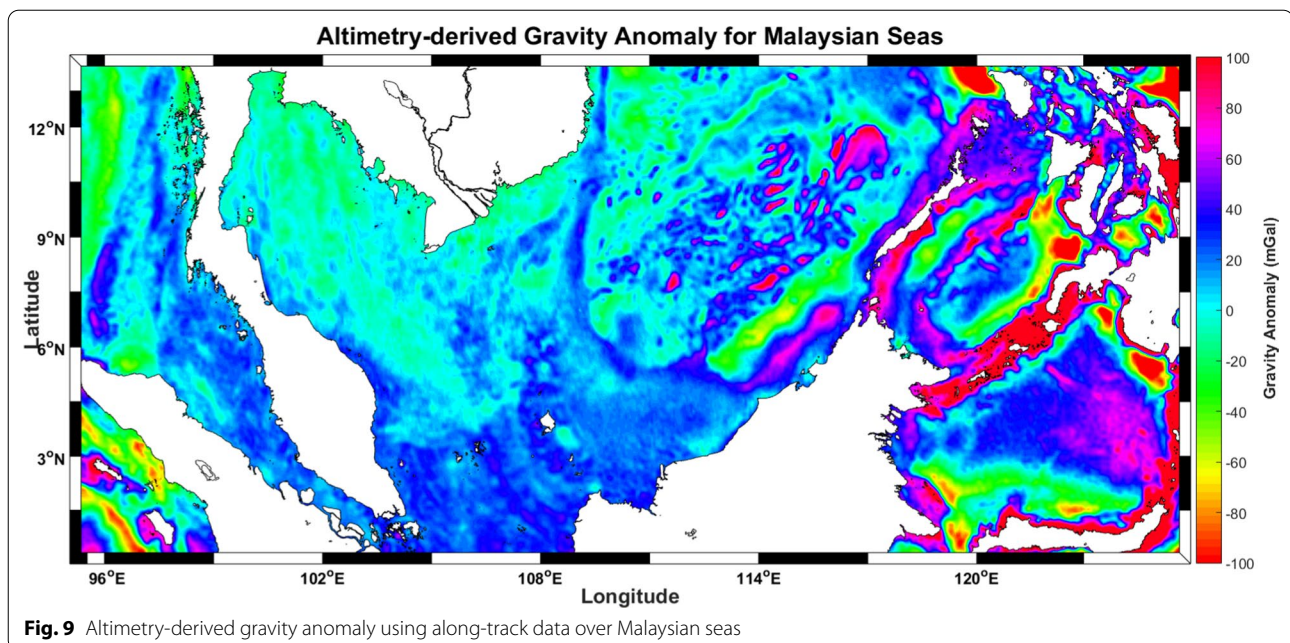 Altimetry-derived Gravity Anomaly for Malaysian Seas
12°N
9°N
6°N
3°N
Latitude
96°E
102°E
108°E
114°E
120°E
Longitude
100
80
60
40
20
0
-20
-40
-60
-80
-100
Gravity Anomaly (mGal)
Fig. 9 Altimetry-derived gravity anomaly using along-track data over Malaysian seas